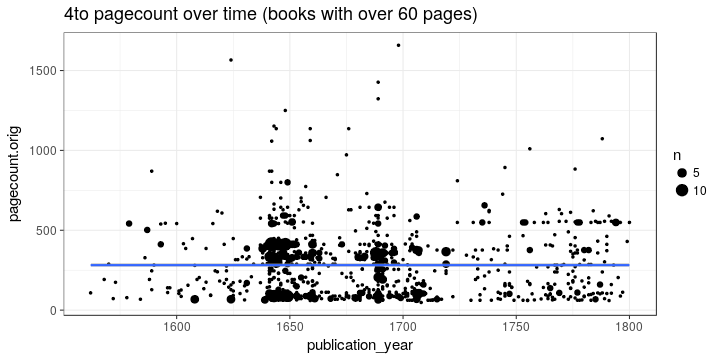 4to pagecount over time (books with over 60 pages)
1500
1000
500
0
pagecount.orig
1600
1650
1700
1750
1800
publication_year
n
5
10